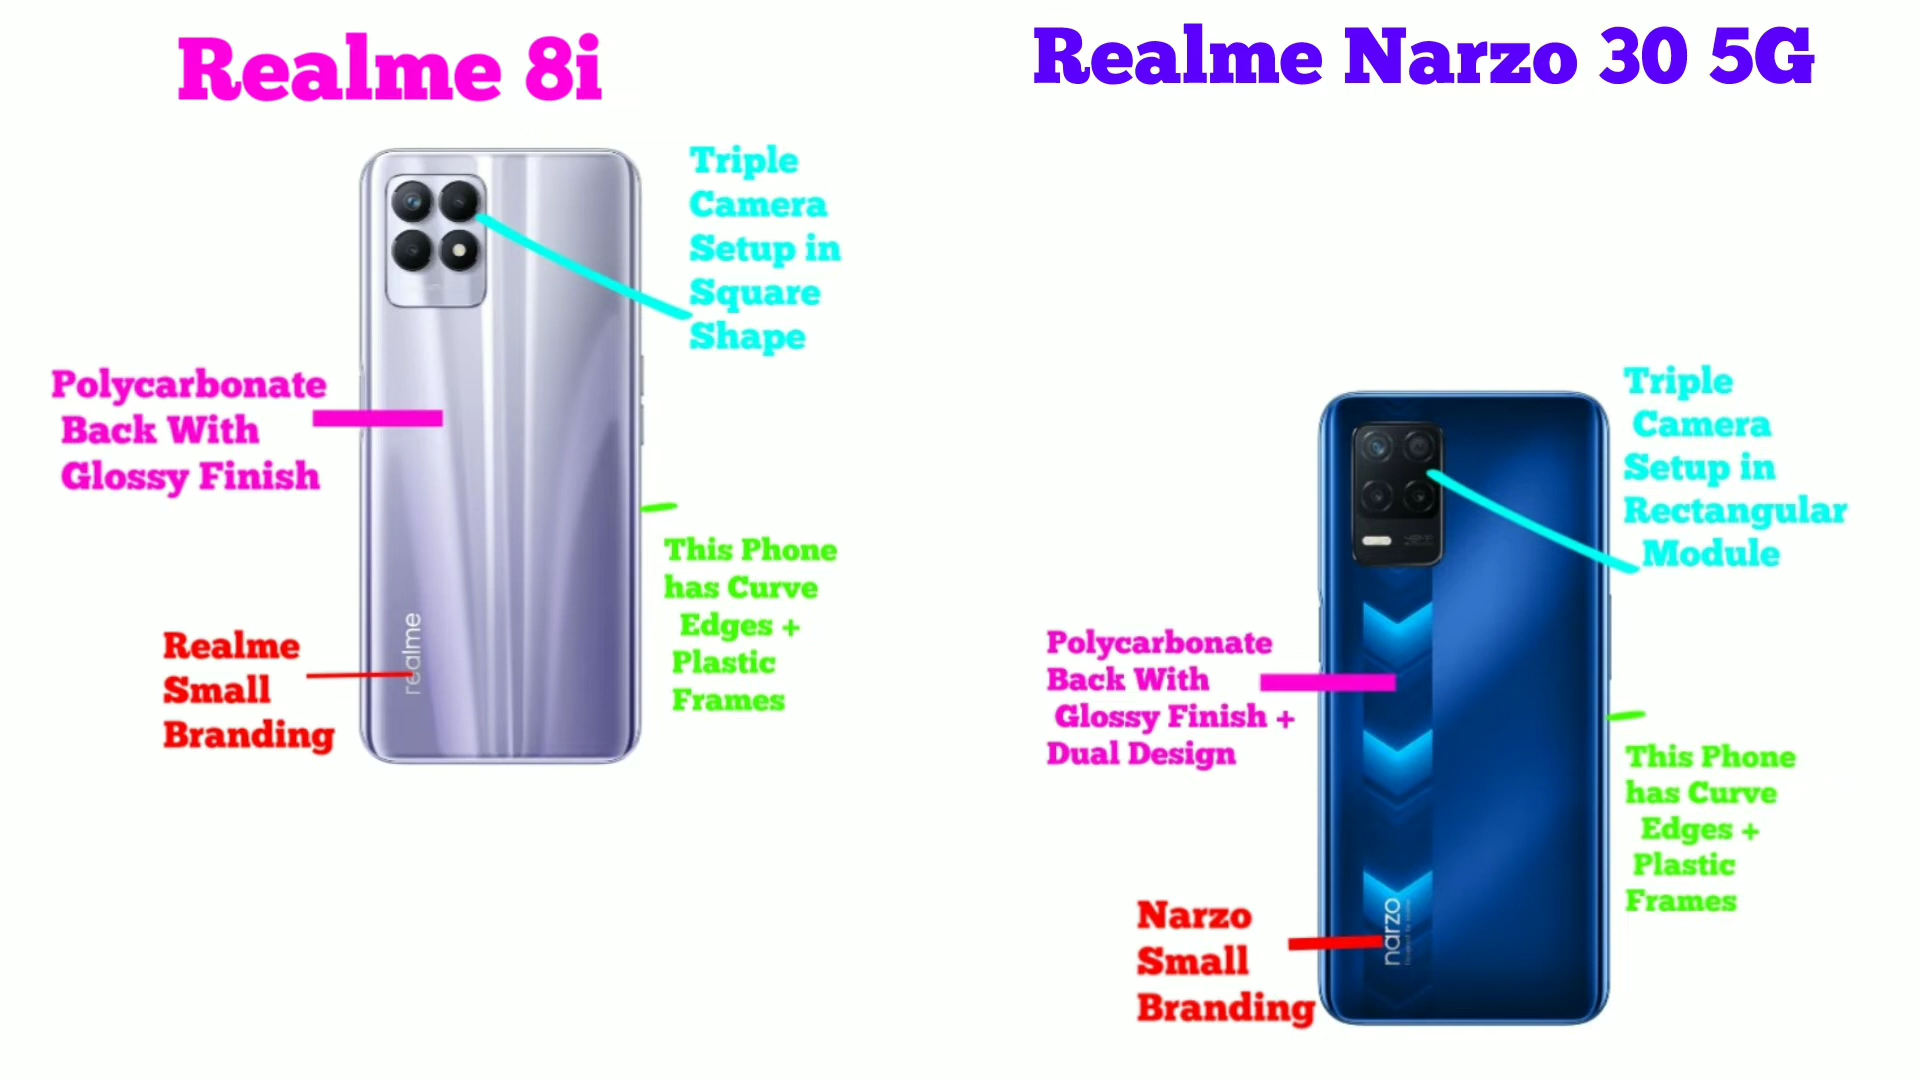 Realme 8i
Triple
Camera
Setup in
Square
Shape
Polycarbonate
Back With
Glossy Finish
This Phone
has Curve
Edges +
Plastic
Frames
Realme
Small
Branding
realme
Realme Narzo 30 5G
Triple
Camera
Setup in
Rectangular
Module
Polycarbonate
Back With
Glossy Finish +
Dual Design
This Phone
has Curve
Edges +
Plastic
Frames
Narzo
Small
Branding
narzo